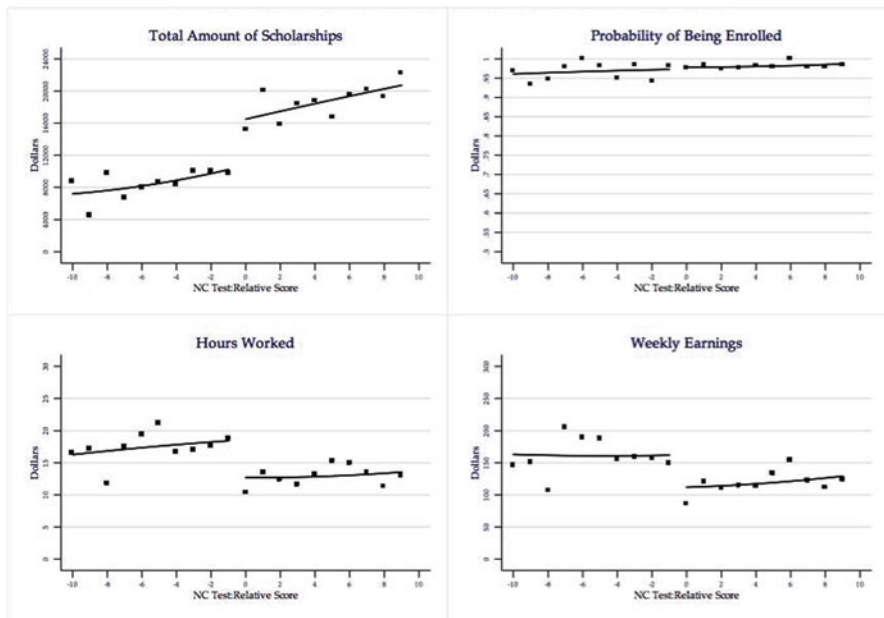 Total Amount of Scholarships
24000
20000
16000
12000
8000
4000
0
Dollars
-10 -8 -6 -4 -2 0 2 4 6 8 10
NC Test:Relative Score
Probability of Being Enrolled
1
.95
.9
.85
.8
.75
.7
.65
.6
.55
.5
Dollars
-10 -8 -6 -4 -2 0 2 4 6 8 10
NC Test:Relative Score
Hours Worked
30
25
20
15
10
5
0
Dollars
-10 -8 -6 -4 -2 0 2 4 6 8 10
NC Test:Relative Score
Weekly Earnings
300
250
200
150
100
50
0
Dollars
-10 -8 -6 -4 -2 0 2 4 6 8 10
NC Test:Relative Score